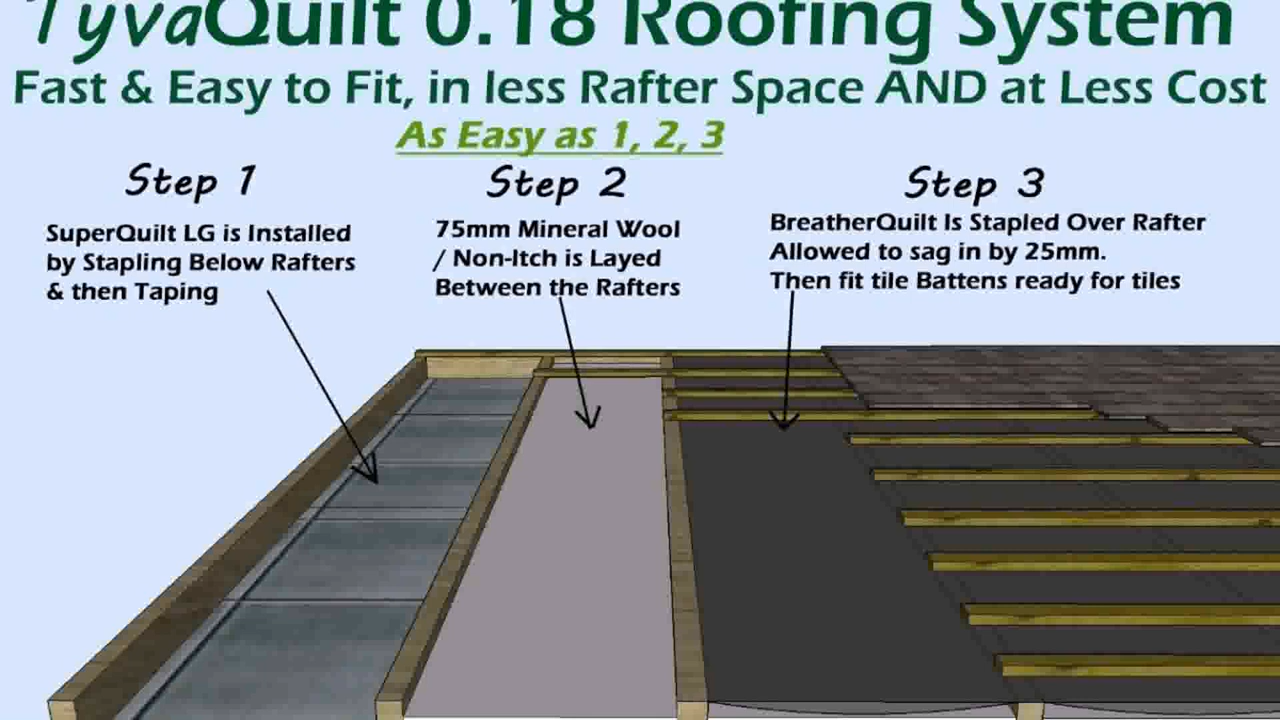 TyvaQuilt 0.18 Roofing System
Fast & Easy to Fit, in less Rafter Space AND at Less Cost
As Easy as 1, 2, 3
Step 1
SuperQuilt LG is Installed
by Stapling Below Rafters
& then Taping
Step 2
75mm Mineral Wool
/ Non-Itch is Layed
Between the Rafters
Step 3
BreatherQuilt Is Stapled Over Rafter
Allowed to sag in by 25mm.
Then fit tile Battens ready for tiles